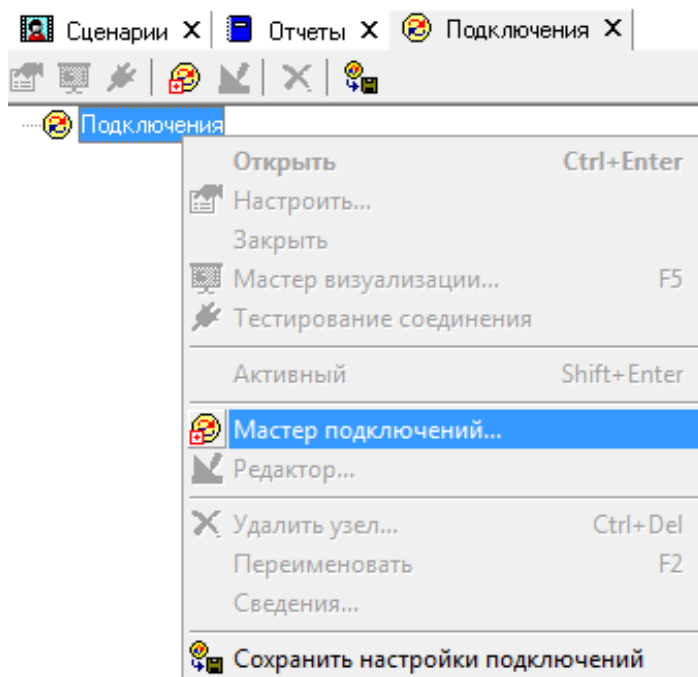 Сценарии X Отчеты X Подключения X
Подключения
Открыть Ctrl+Enter
Настроить...
Закрыть
Мастер визуализации... F5
Тестирование соединения
Активный Shift+Enter
Мастер подключений...
Редактор...
Удалить узел... Ctrl+Del
Переименовать F2
Сведения...
Сохранить настройки подключений